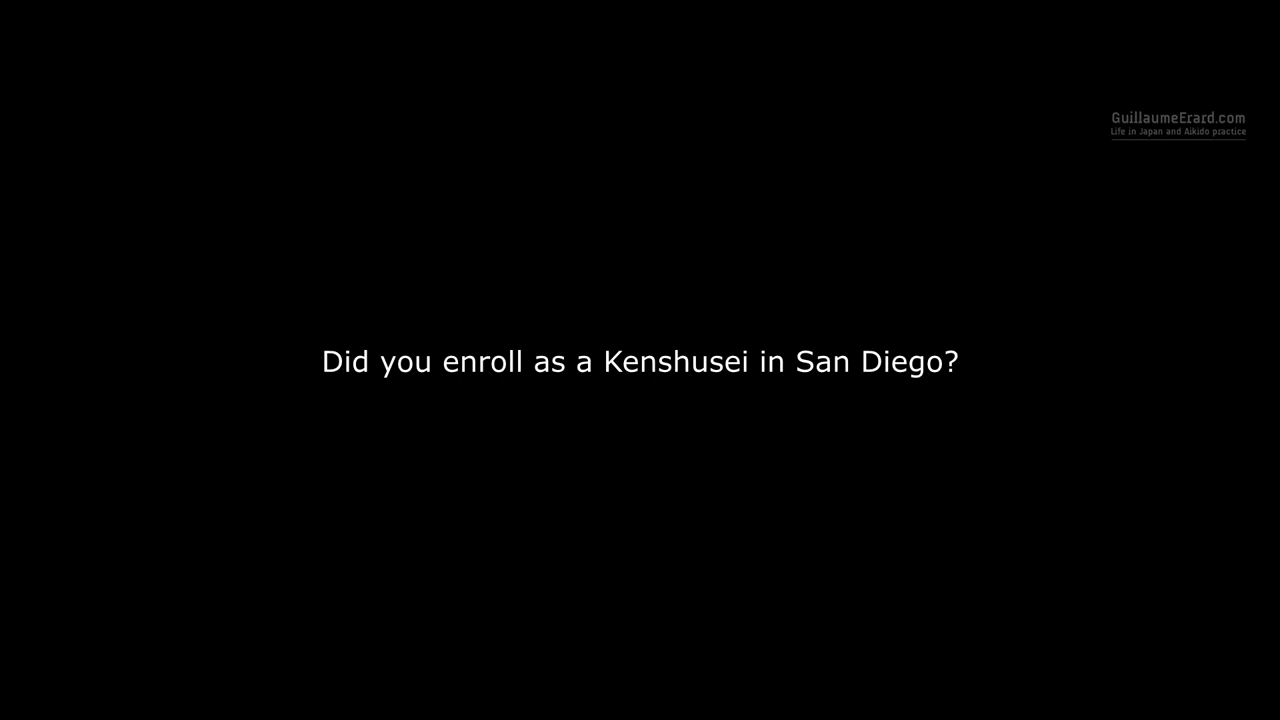 GuillaumeErard.com
Life in Japan and Aikido practice
Did you enroll as a Kenshusei in San Diego?